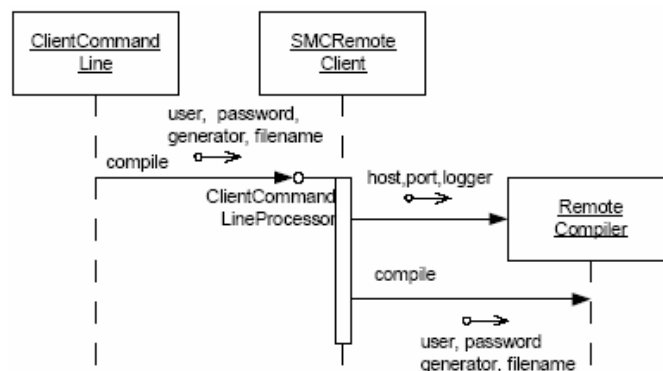 ClientCommand
Line
SMCRemote
Client
user, password,
generator, filename
compile
ClientCommand
LineProcessor
host,port,logger
Remote
Compiler
compile
user, password
generator, filename